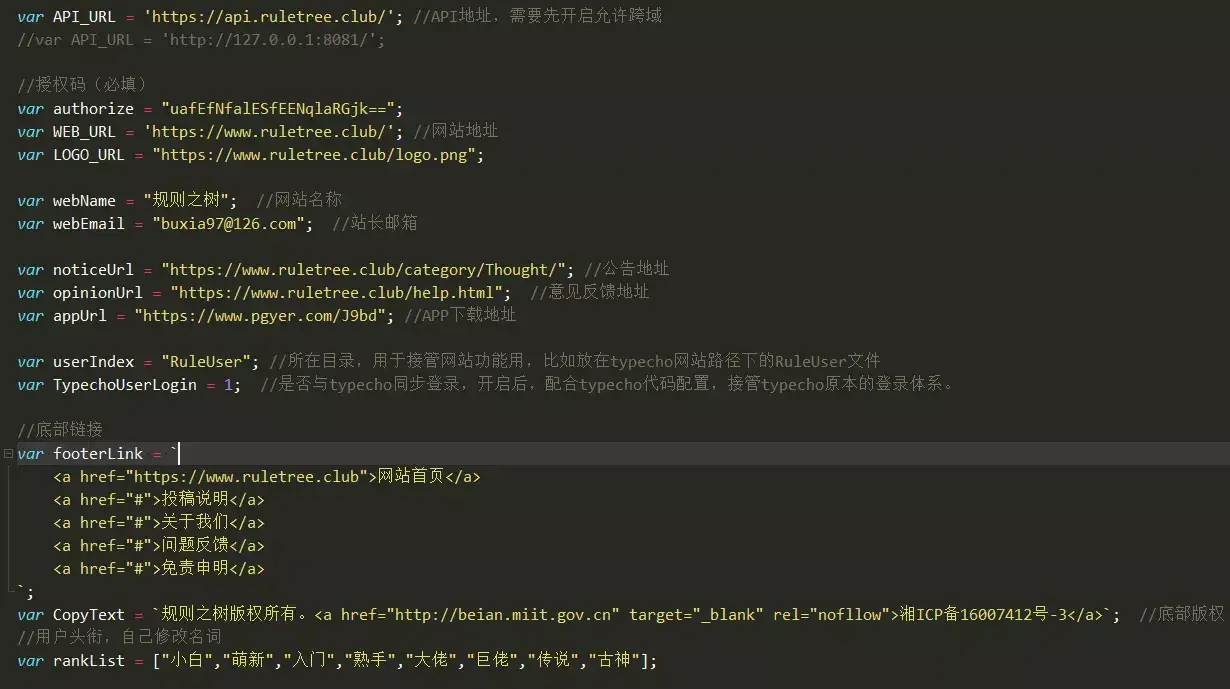 var API_URL = 'https://api.ruletree.club/'; //API地址，需要先开启允许跨域
//var API_URL = 'http://127.0.0.1:8081/';
//授权码（必填）
var authorize = "uafEfNfalESfEENqlaRGjk==";
var WEB_URL = 'https://www.ruletree.club/'; //网站地址
var LOGO_URL = "https://www.ruletree.club/logo.png";
var webName = "规则之树"; //网站名称
var webEmail = "buxia97@126.com"; //站长邮箱
var noticeUrl = "https://www.ruletree.club/category/Thought/"; //公告地址
var opinionUrl = "https://www.ruletree.club/help.html"; //意见反馈地址
var appUrl = "https://www.pgyer.com/J9bd"; //APP下载地址
var userIndex = "RuleUser"; //所在目录，用于接管网站功能用，比如放在typecho网站路径下的RuleUser文件
var TypechoUserLogin = 1; //是否与typecho同步登录，开启后，配合typecho代码配置，接管typecho原本的登录体系。
//底部链接
var footerLink = `
<a href="https://www.ruletree.club">网站首页</a>
<a href="#">投稿说明</a>
<a href="#">关于我们</a>
<a href="#">问题反馈</a>
<a href="#">免责申明</a>
`;
var CopyText = `规则之树版权所有。<a href="http://beian.miit.gov.cn" target="_blank" rel="nofllow">湘ICP备16007412号-3</a>`; //底部版权
//用户头衔，自己修改名词
var rankList = ["小白","萌新","入门","熟手","大佬","巨佬","传说","古神"];